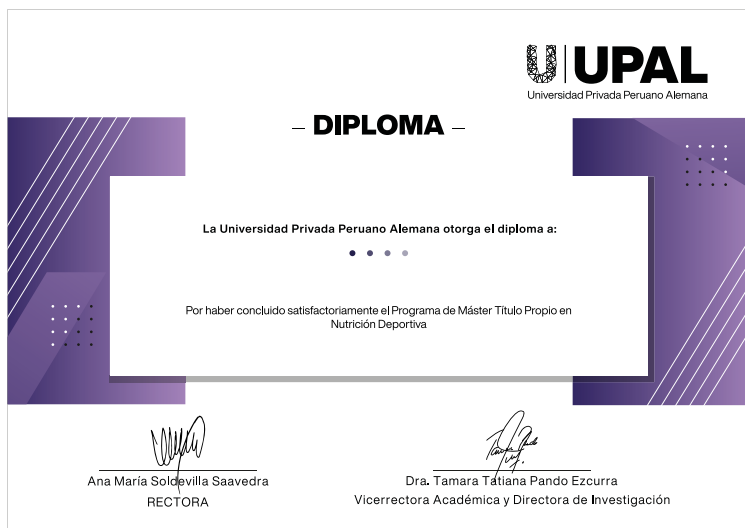 UPAL
Universidad Privada Peruano Alemana
– DIPLOMA –
La Universidad Privada Peruano Alemana otorga el diploma a:
Por haber concluido satisfactoriamente el Programa de Máster Título Propio en
Nutrición Deportiva
Ana María Soldevilla Saavedra
RECTORA
Dra. Tamara Tatiana Pando Ezcurra
Vicerrectora Académica y Directora de Investigación